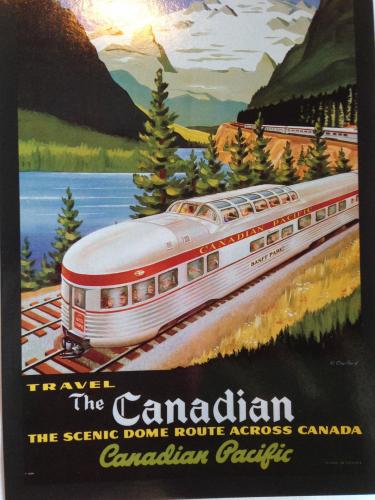 CANADIAN PACIFIC
BANFF PARK
TRAVEL
The Canadian
THE SCENIC DOME ROUTE ACROSS CANADA
Canadian Pacific